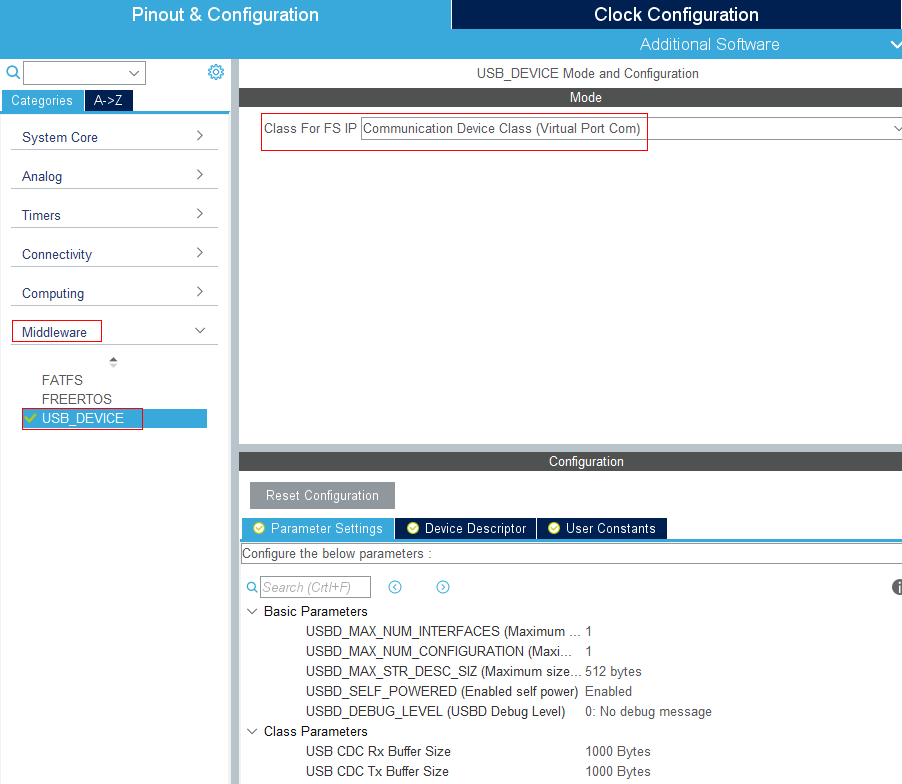 Pinout & Configuration
Clock Configuration
Additional Software
USB_DEVICE Mode and Configuration
Categories
A->Z
Mode
System Core
Class For FS IP Communication Device Class (Virtual Port Com)
Analog
Timers
Connectivity
Computing
Middleware
FATFS
FREERTOS
USB_DEVICE
Configuration
Reset Configuration
Parameter Settings
Device Descriptor
User Constants
Configure the below parameters :
Search (Crtl+F)
Basic Parameters
USBD_MAX_NUM_INTERFACES (Maximum ... 1
USBD_MAX_NUM_CONFIGURATION (Maxi... 1
USBD_MAX_STR_DESC_SIZ (Maximum size... 512 bytes
USBD_SELF_POWERED (Enabled self power) Enabled
USBD_DEBUG_LEVEL (USBD Debug Level) 0: No debug message
Class Parameters
USB CDC Rx Buffer Size 1000 Bytes
USB CDC Tx Buffer Size 1000 Bytes